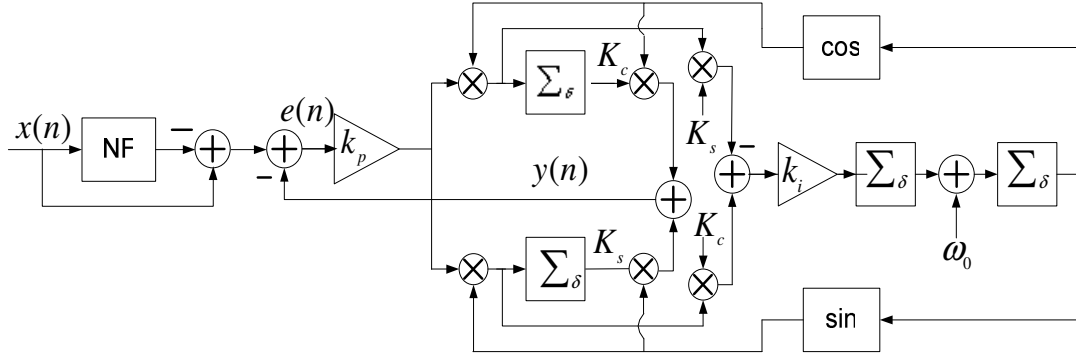 cos
K_c
Σ_δ
x(n)
NF
e(n)
k_p
K_s
y(n)
k_i
Σ_δ
Σ_δ
K_c
K_s
Σ_δ
ω_0
sin